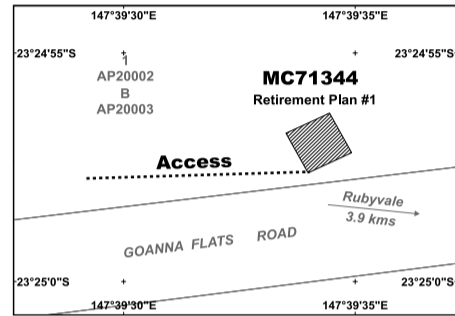 147°39'30"E 147°39'35"E
23°24'55"S 23°24'55"S
1
AP20002
B
AP20003
MC71344
Retirement Plan #1
Access
Rubyvale
3.9 kms
GOANNA FLATS ROAD
23°25'0"S 23°25'0"S
147°39'30"E 147°39'35"E